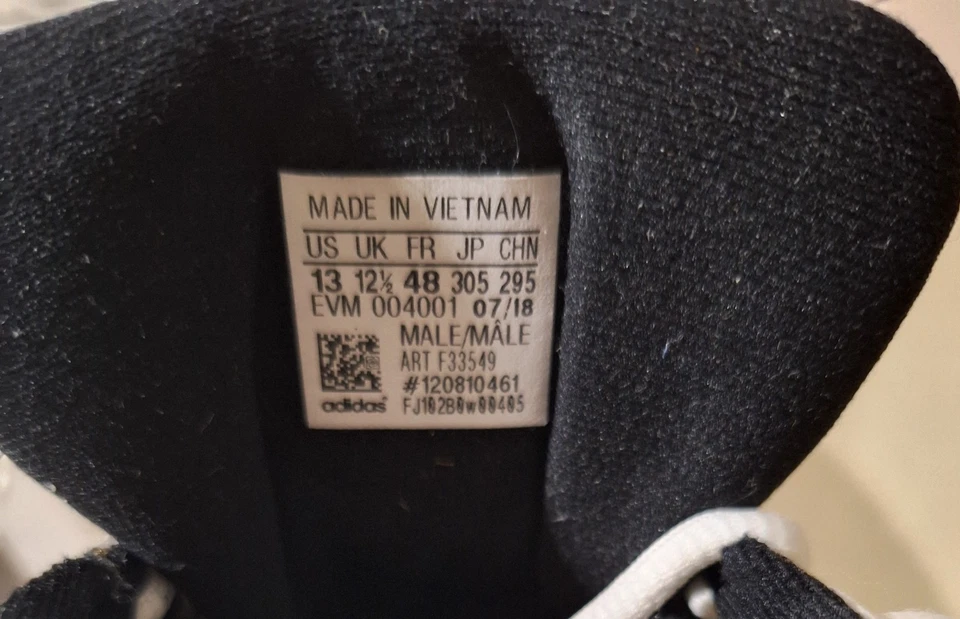 MADE IN VIETNAM
US UK FR JP CHN
13 12½ 48 305 295
EVM 004001 07/18
MALE/MÂLE
ART F33549
#120810461
adidas FJ102B0w00405